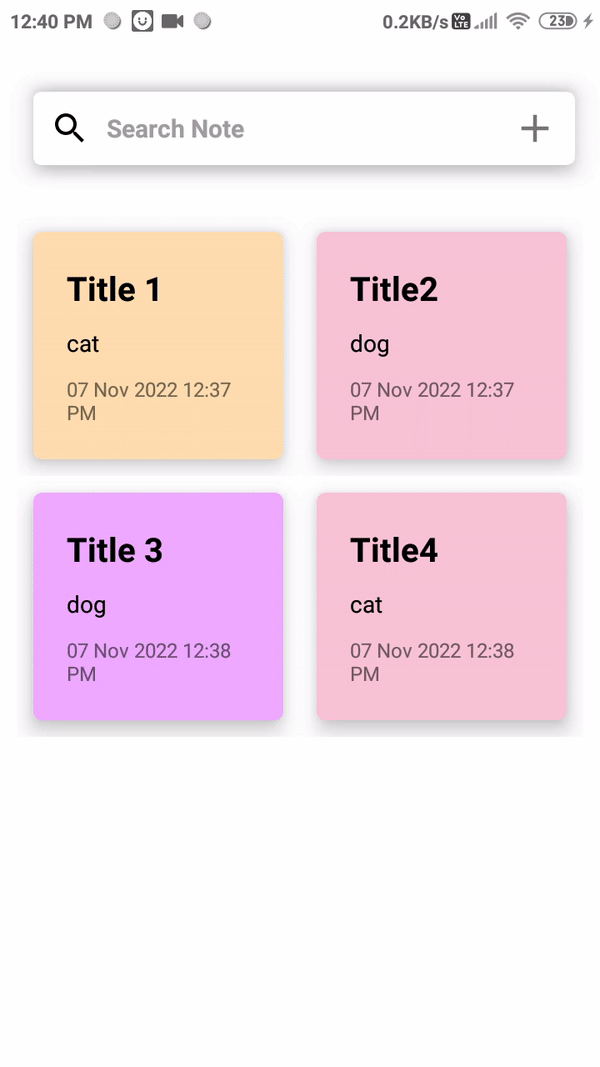 12:40 PM 0.2KB/s Vo LTE 23
Search Note
Title 1
cat
07 Nov 2022 12:37
PM
Title2
dog
07 Nov 2022 12:37
PM
Title 3
dog
07 Nov 2022 12:38
PM
Title4
cat
07 Nov 2022 12:38
PM